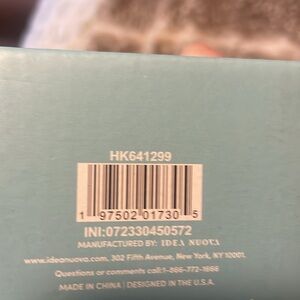 HK641299
1 97502 01730 5
INI:072330450572
MANUFACTURED BY: IDEA NUOVA
www.ideanuova.com. 302 Fifth Avenue, New York, NY, 10001.
Questions or comments call:1-866-772-1666
MADE IN CHINA | DESIGNED IN THE U.S.A.